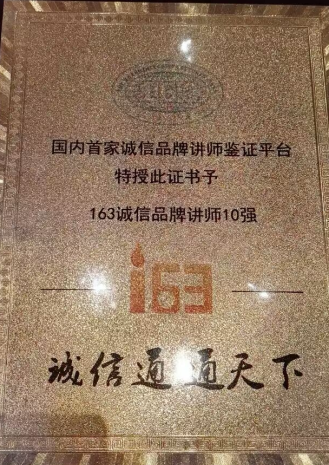 163
国内首家诚信品牌讲师鉴证平台
特授此证书予
163诚信品牌讲师10强
163
诚信通 通天下